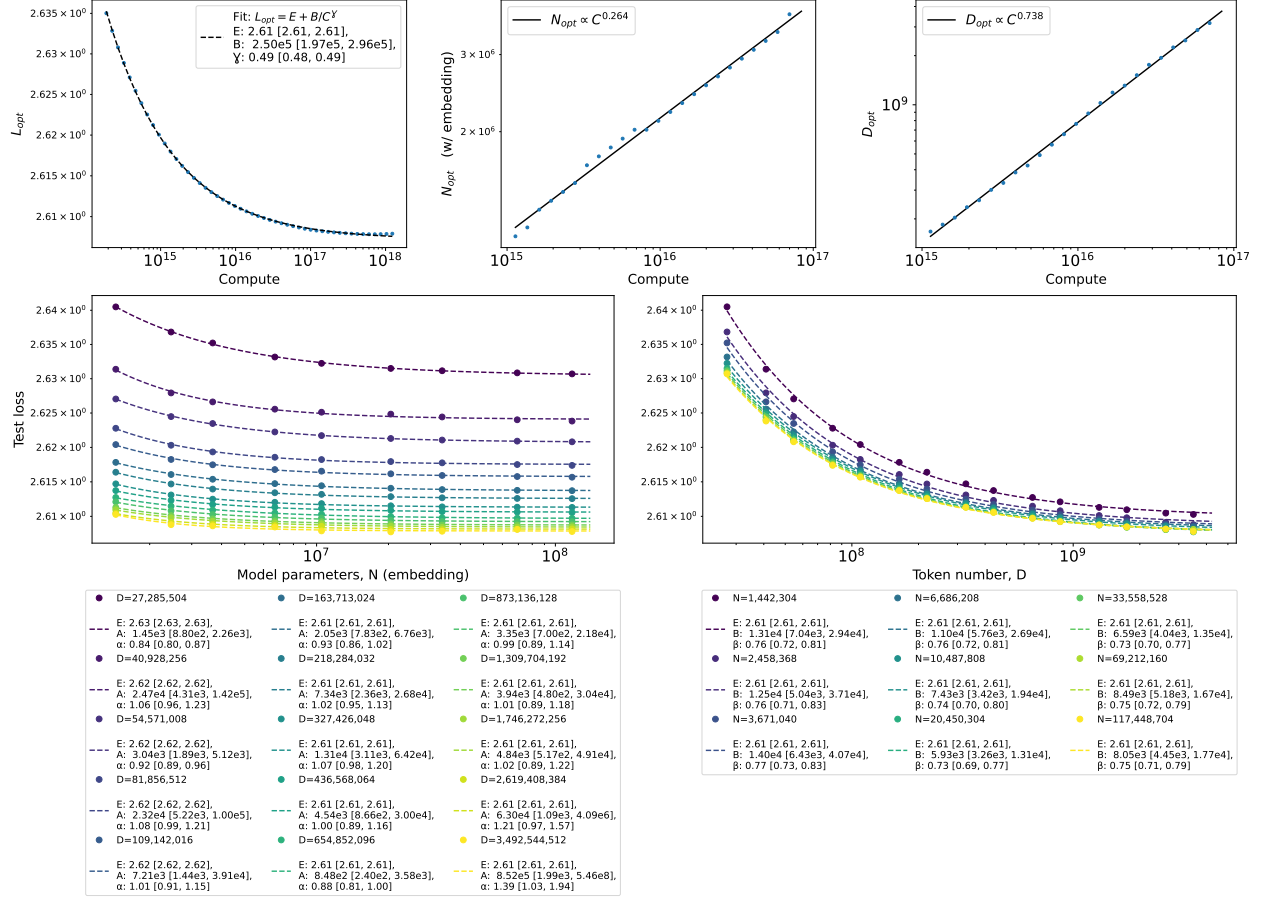 2.635 × 10⁰
2.63 × 10⁰
2.625 × 10⁰
2.62 × 10⁰
2.615 × 10⁰
2.61 × 10⁰
L_opt
Fit: L_opt = E + B/C^ɣ
E: 2.61 [2.61, 2.61],
B: 2.50e5 [1.97e5, 2.96e5],
Ɣ: 0.49 [0.48, 0.49]
10¹⁵ 10¹⁶ 10¹⁷ 10¹⁸
Compute
N_opt ∝ C^0.264
3 × 10⁶
2 × 10⁶
N_opt (w/ embedding)
10¹⁵ 10¹⁶ 10¹⁷
Compute
D_opt ∝ C^0.738
10⁹
D_opt
10¹⁵ 10¹⁶ 10¹⁷
Compute
2.64 × 10⁰
2.635 × 10⁰
2.63 × 10⁰
2.625 × 10⁰
2.62 × 10⁰
2.615 × 10⁰
2.61 × 10⁰
Test loss
10⁷ 10⁸
Model parameters, N (embedding)
2.64 × 10⁰
2.635 × 10⁰
2.63 × 10⁰
2.625 × 10⁰
2.62 × 10⁰
2.615 × 10⁰
2.61 × 10⁰
10⁸ 10⁹
Token number, D
D=27,285,504
E: 2.63 [2.63, 2.63],
A: 1.45e3 [8.80e2, 2.26e3],
α: 0.84 [0.80, 0.87]
D=40,928,256
E: 2.62 [2.62, 2.62],
A: 2.47e4 [4.31e3, 1.42e5],
α: 1.06 [0.96, 1.23]
D=54,571,008
E: 2.62 [2.62, 2.62],
A: 3.04e3 [1.89e3, 5.12e3],
α: 0.92 [0.89, 0.96]
D=81,856,512
E: 2.62 [2.62, 2.62],
A: 2.32e4 [5.22e3, 1.00e5],
α: 1.08 [0.99, 1.21]
D=109,142,016
E: 2.62 [2.62, 2.62],
A: 7.21e3 [1.44e3, 3.91e4],
α: 1.01 [0.91, 1.15]
D=163,713,024
E: 2.61 [2.61, 2.61],
A: 2.05e3 [7.83e2, 6.76e3],
α: 0.93 [0.86, 1.02]
D=218,284,032
E: 2.61 [2.61, 2.61],
A: 7.34e3 [2.36e3, 2.68e4],
α: 1.02 [0.95, 1.13]
D=327,426,048
E: 2.61 [2.61, 2.61],
A: 1.31e4 [3.11e3, 6.42e4],
α: 1.07 [0.98, 1.20]
D=436,568,064
E: 2.61 [2.61, 2.61],
A: 4.54e3 [8.66e2, 3.00e4],
α: 1.00 [0.89, 1.16]
D=654,852,096
E: 2.61 [2.61, 2.61],
A: 8.48e2 [2.40e2, 3.58e3],
α: 0.88 [0.81, 1.00]
D=873,136,128
E: 2.61 [2.61, 2.61],
A: 3.35e3 [7.00e2, 2.18e4],
α: 0.99 [0.89, 1.14]
D=1,309,704,192
E: 2.61 [2.61, 2.61],
A: 3.94e3 [4.80e2, 3.04e4],
α: 1.01 [0.89, 1.18]
D=1,746,272,256
E: 2.61 [2.61, 2.61],
A: 4.84e3 [5.17e2, 4.91e4],
α: 1.02 [0.89, 1.22]
D=2,619,408,384
E: 2.61 [2.61, 2.61],
A: 6.30e4 [1.09e3, 4.09e6],
α: 1.21 [0.97, 1.57]
D=3,492,544,512
E: 2.61 [2.61, 2.61],
A: 8.52e5 [1.99e3, 5.46e8],
α: 1.39 [1.03, 1.94]
N=1,442,304
E: 2.61 [2.61, 2.61],
B: 1.31e4 [7.04e3, 2.94e4],
β: 0.76 [0.72, 0.81]
N=2,458,368
E: 2.61 [2.61, 2.61],
B: 1.25e4 [5.04e3, 3.71e4],
β: 0.76 [0.71, 0.83]
N=3,671,040
E: 2.61 [2.61, 2.61],
B: 1.40e4 [6.43e3, 4.07e4],
β: 0.77 [0.73, 0.83]
N=6,686,208
E: 2.61 [2.61, 2.61],
B: 1.10e4 [5.76e3, 2.69e4],
β: 0.76 [0.72, 0.81]
N=10,487,808
E: 2.61 [2.61, 2.61],
B: 7.43e3 [3.42e3, 1.94e4],
β: 0.74 [0.70, 0.80]
N=20,450,304
E: 2.61 [2.61, 2.61],
B: 5.93e3 [3.26e3, 1.31e4],
β: 0.73 [0.69, 0.77]
N=33,558,528
E: 2.61 [2.61, 2.61],
B: 6.59e3 [4.04e3, 1.35e4],
β: 0.73 [0.70, 0.77]
N=69,212,160
E: 2.61 [2.61, 2.61],
B: 8.49e3 [5.18e3, 1.67e4],
β: 0.75 [0.72, 0.79]
N=117,448,704
E: 2.61 [2.61, 2.61],
B: 8.05e3 [4.45e3, 1.77e4],
β: 0.75 [0.71, 0.79]